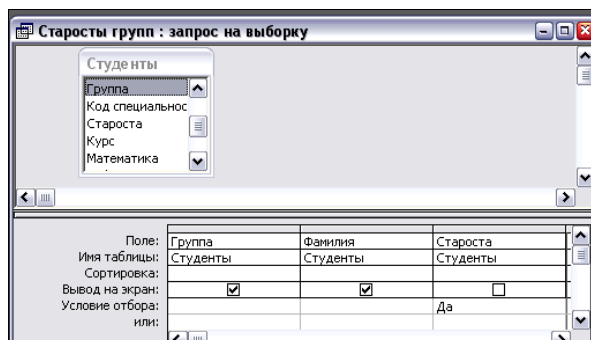 Старосты групп : запрос на выборку
Студенты
Группа
Код специальнос
Староста
Курс
Математика
Поле: Группа Фамилия Староста
Имя таблицы: Студенты Студенты Студенты
Сортировка:
Вывод на экран:
Условие отбора: Да
или: